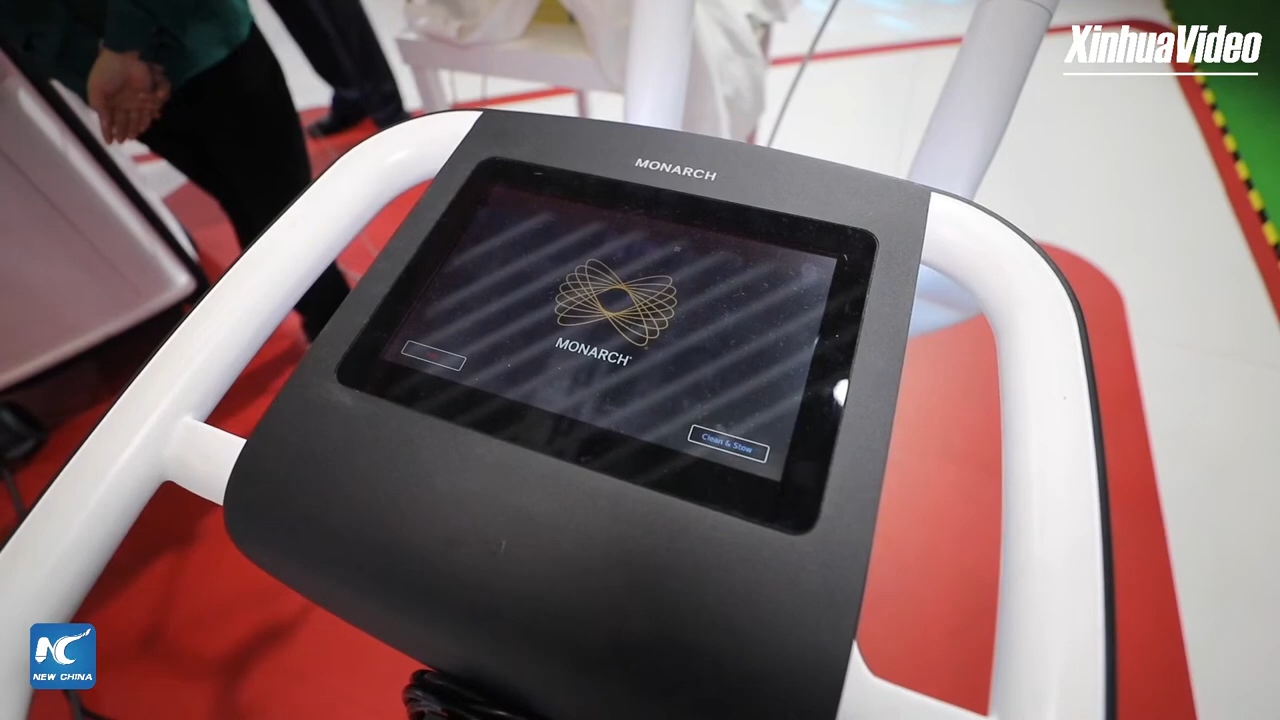 XinhuaVideo
MONARCH
MONARCH®
Clean & Stow
NEW CHINA